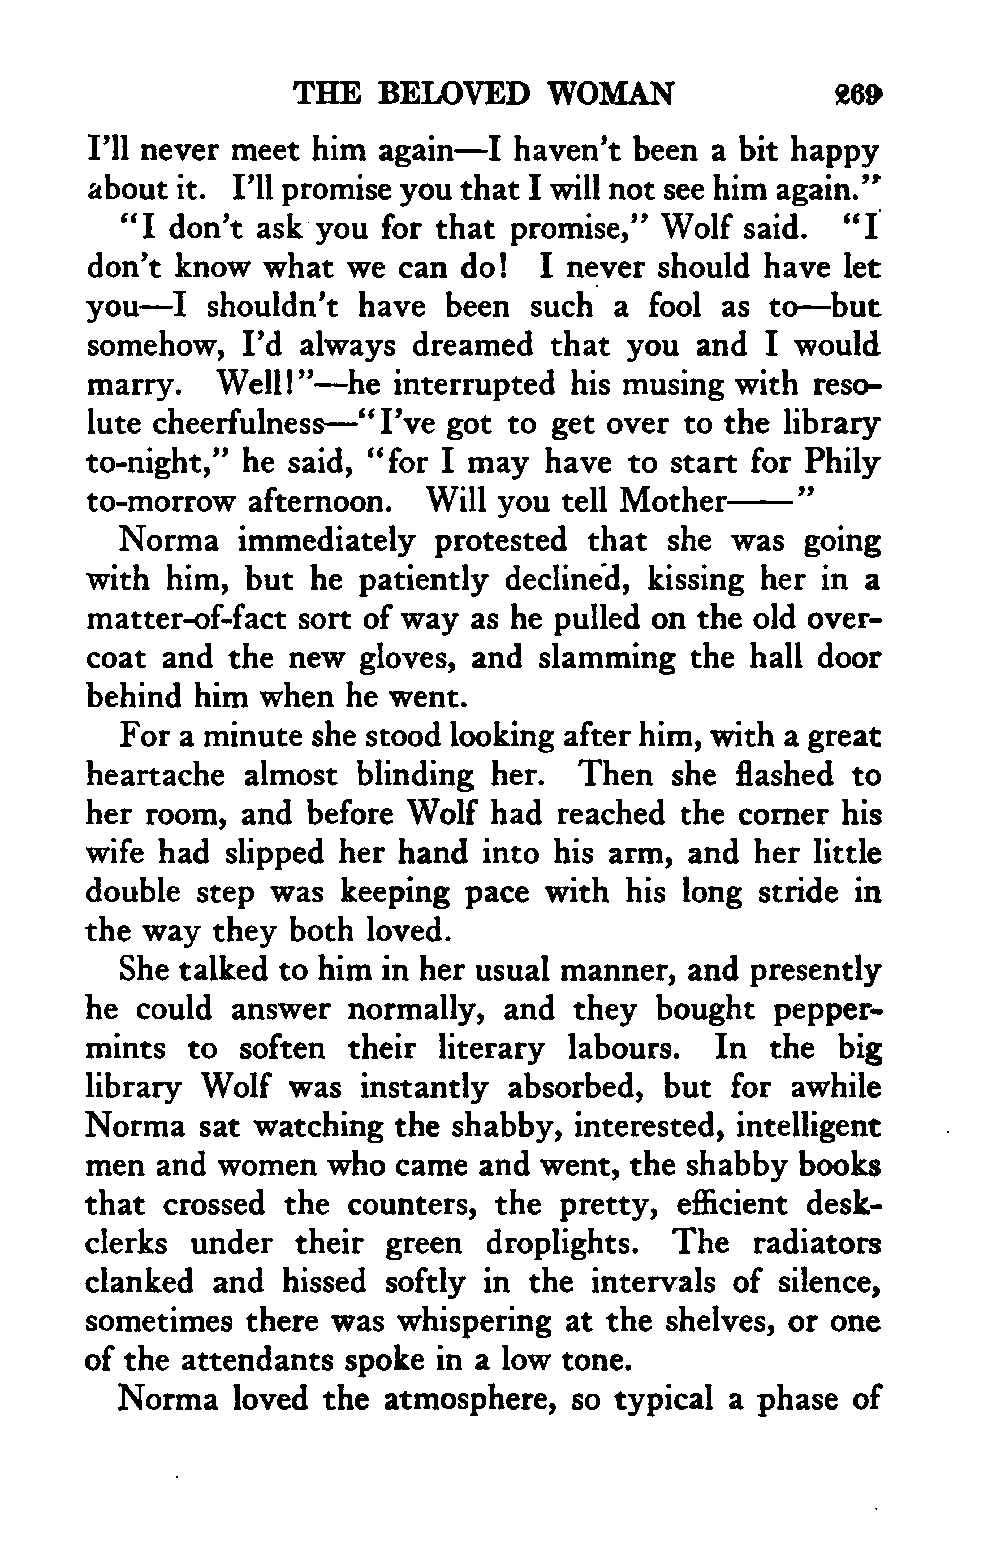 THE BELOVED WOMAN 269
I'll never meet him again—I haven't been a bit happy
about it. I'll promise you that I will not see him again."
"I don't ask you for that promise," Wolf said. "I
don't know what we can do! I never should have let
you—I shouldn't have been such a fool as to—but
somehow, I'd always dreamed that you and I would
marry. Well!"—he interrupted his musing with reso-
lute cheerfulness—"I've got to get over to the library
to-night," he said, "for I may have to start for Phily
to-morrow afternoon. Will you tell Mother——"
Norma immediately protested that she was going
with him, but he patiently declined, kissing her in a
matter-of-fact sort of way as he pulled on the old over-
coat and the new gloves, and slamming the hall door
behind him when he went.
For a minute she stood looking after him, with a great
heartache almost blinding her. Then she flashed to
her room, and before Wolf had reached the corner his
wife had slipped her hand into his arm, and her little
double step was keeping pace with his long stride in
the way they both loved.
She talked to him in her usual manner, and presently
he could answer normally, and they bought pepper-
mints to soften their literary labours. In the big
library Wolf was instantly absorbed, but for awhile
Norma sat watching the shabby, interested, intelligent
men and women who came and went, the shabby books
that crossed the counters, the pretty, efficient desk-
clerks under their green droplights. The radiators
clanked and hissed softly in the intervals of silence,
sometimes there was whispering at the shelves, or one
of the attendants spoke in a low tone.
Norma loved the atmosphere, so typical a phase of